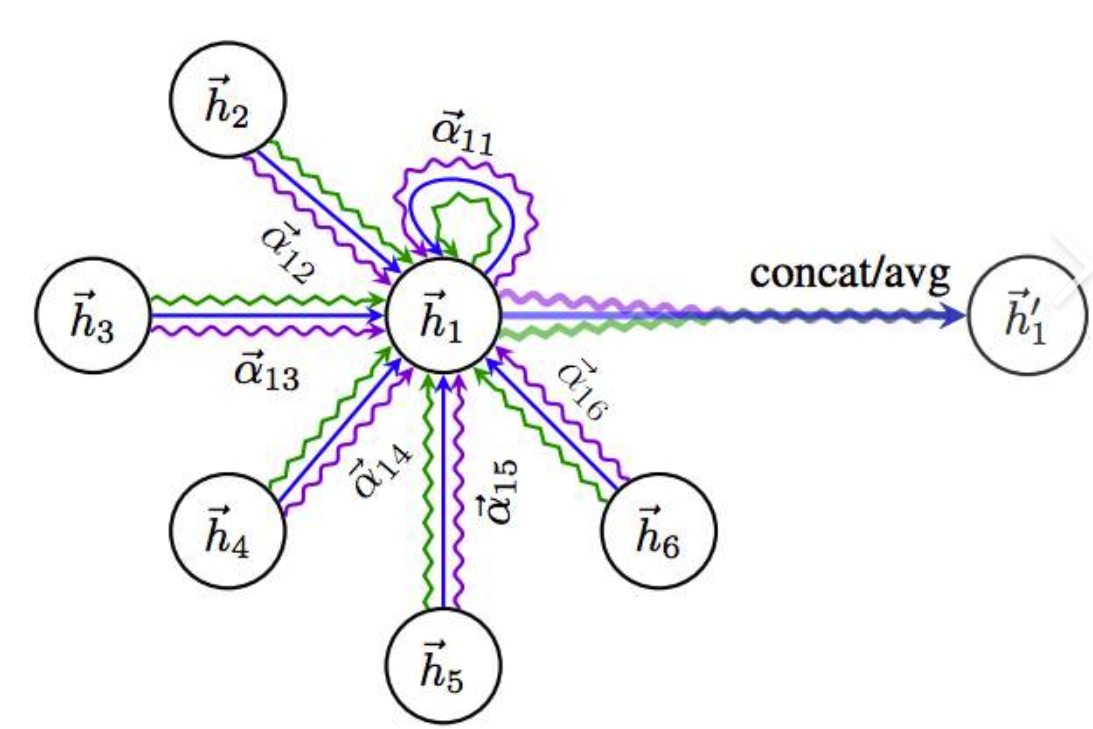 h⃗₂
α⃗₁₁
α⃗₁₂
concat/avg
h⃗₃
h⃗₁
h⃗′₁
α⃗₁₃
α⃗₁₆
α⃗₁₄
α⃗₁₅
h⃗₄
h⃗₆
h⃗₅